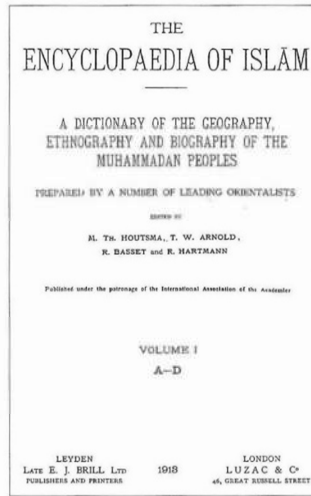 THE
ENCYCLOPAEDIA OF ISLĀM
A DICTIONARY OF THE GEOGRAPHY,
ETHNOGRAPHY AND BIOGRAPHY OF THE
MUHAMMADAN PEOPLES
PREPARED BY A NUMBER OF LEADING ORIENTALISTS
EDITED BY
M. TH. HOUTSMA, T. W. ARNOLD,
R. BASSET and R. HARTMANN
Published under the patronage of the International Association of the Academies
VOLUME I
A—D
LEYDEN
LATE E. J. BRILL LTD
PUBLISHERS AND PRINTERS
1913
LONDON
LUZAC & Co
46, GREAT RUSSELL STREET